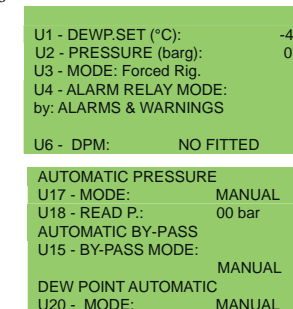 U1 - DEWP.SET (°C): -4
U2 - PRESSURE (barg): 0
U3 - MODE: Forced Rig.
U4 - ALARM RELAY MODE:
by: ALARMS & WARNINGS
U6 - DPM: NO FITTED
AUTOMATIC PRESSURE
U17 - MODE: MANUAL
U18 - READ P.: 00 bar
AUTOMATIC BY-PASS
U15 - BY-PASS MODE:
MANUAL
DEW POINT AUTOMATIC
U20 - MODE: MANUAL